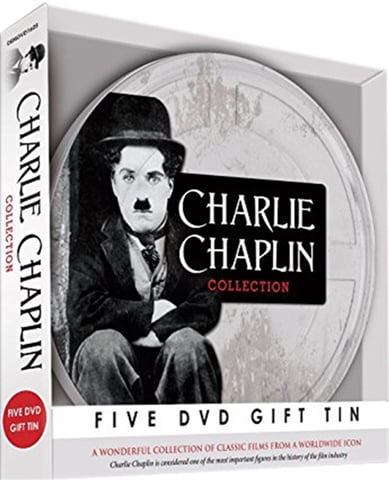 CHARLIE CHAPLIN
COLLECTION
FIVE DVD
GIFT TIN
CHARLIE
CHAPLIN
COLLECTION
FIVE DVD GIFT TIN
A WONDERFUL COLLECTION OF CLASSIC FILMS FROM A WORLDWIDE ICON
Charlie Chaplin is considered one of the most important figures in the history of the film industry